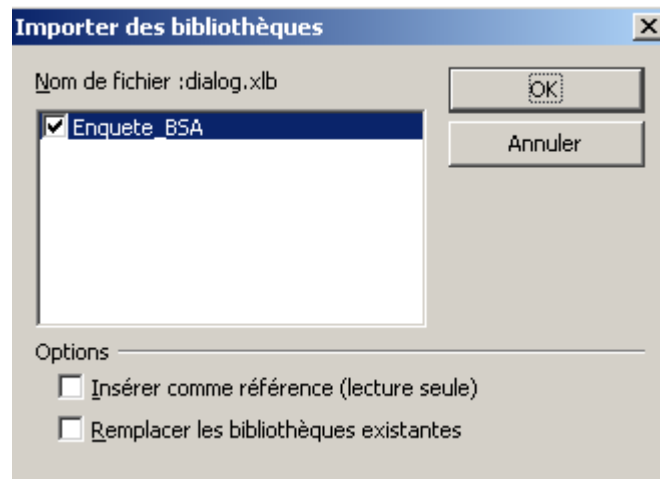 Importer des bibliothèques
Nom de fichier :dialog.xlb
OK
Enquete_BSA
Annuler
Options
Insérer comme référence (lecture seule)
Remplacer les bibliothèques existantes